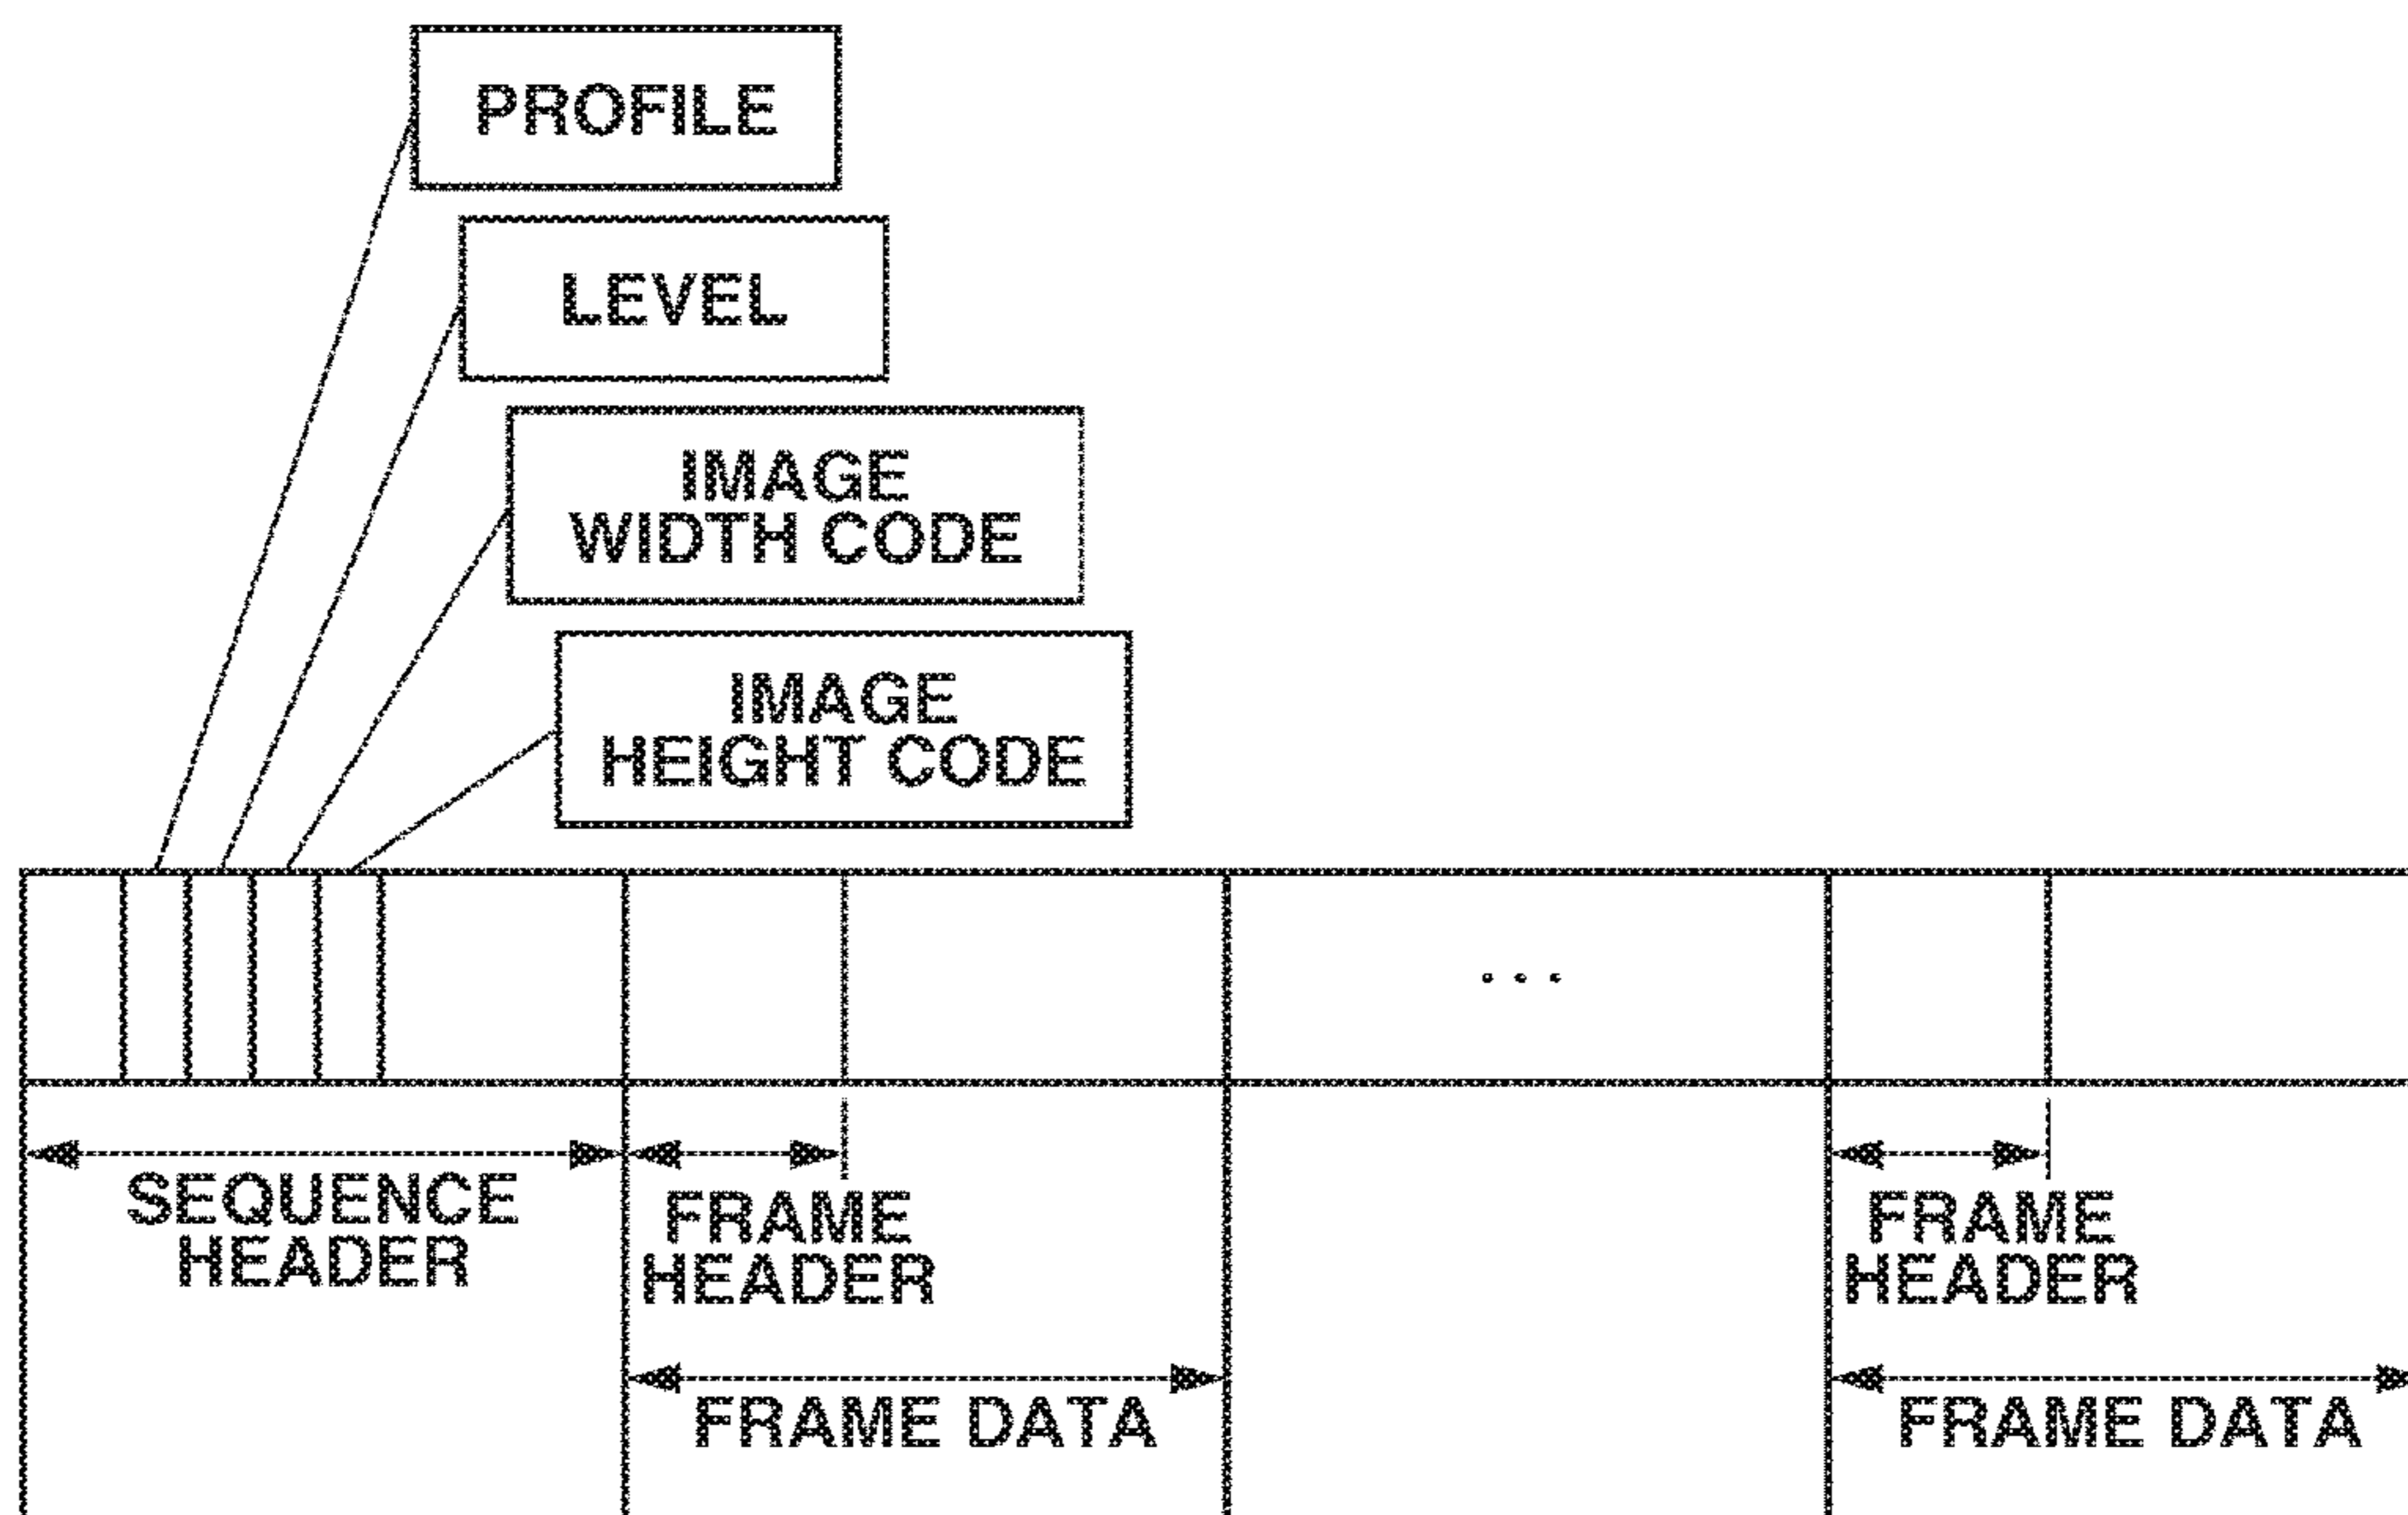 PROFILE
LEVEL
IMAGE
WIDTH CODE
IMAGE
HEIGHT CODE
...
SEQUENCE
HEADER
FRAME
HEADER
FRAME
HEADER
FRAME DATA
FRAME DATA